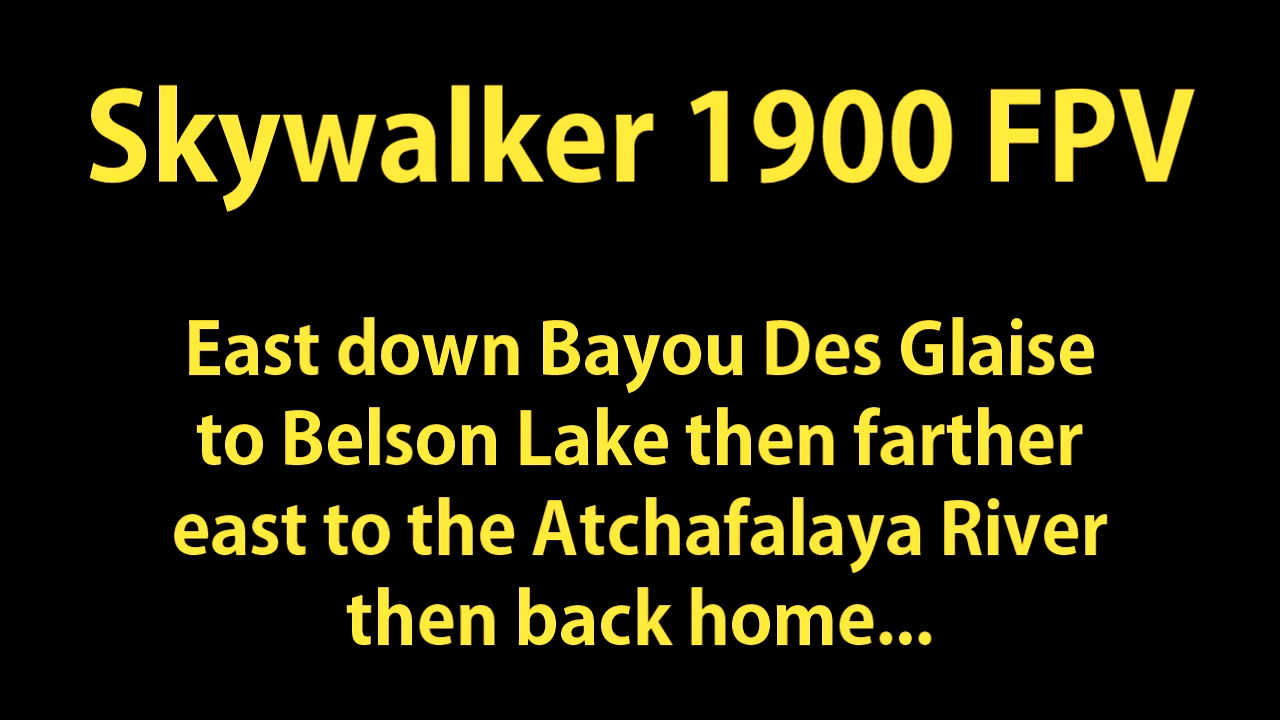 Skywalker 1900 FPV
East down Bayou Des Glaise
to Belson Lake then farther
east to the Atchafalaya River
then back home...